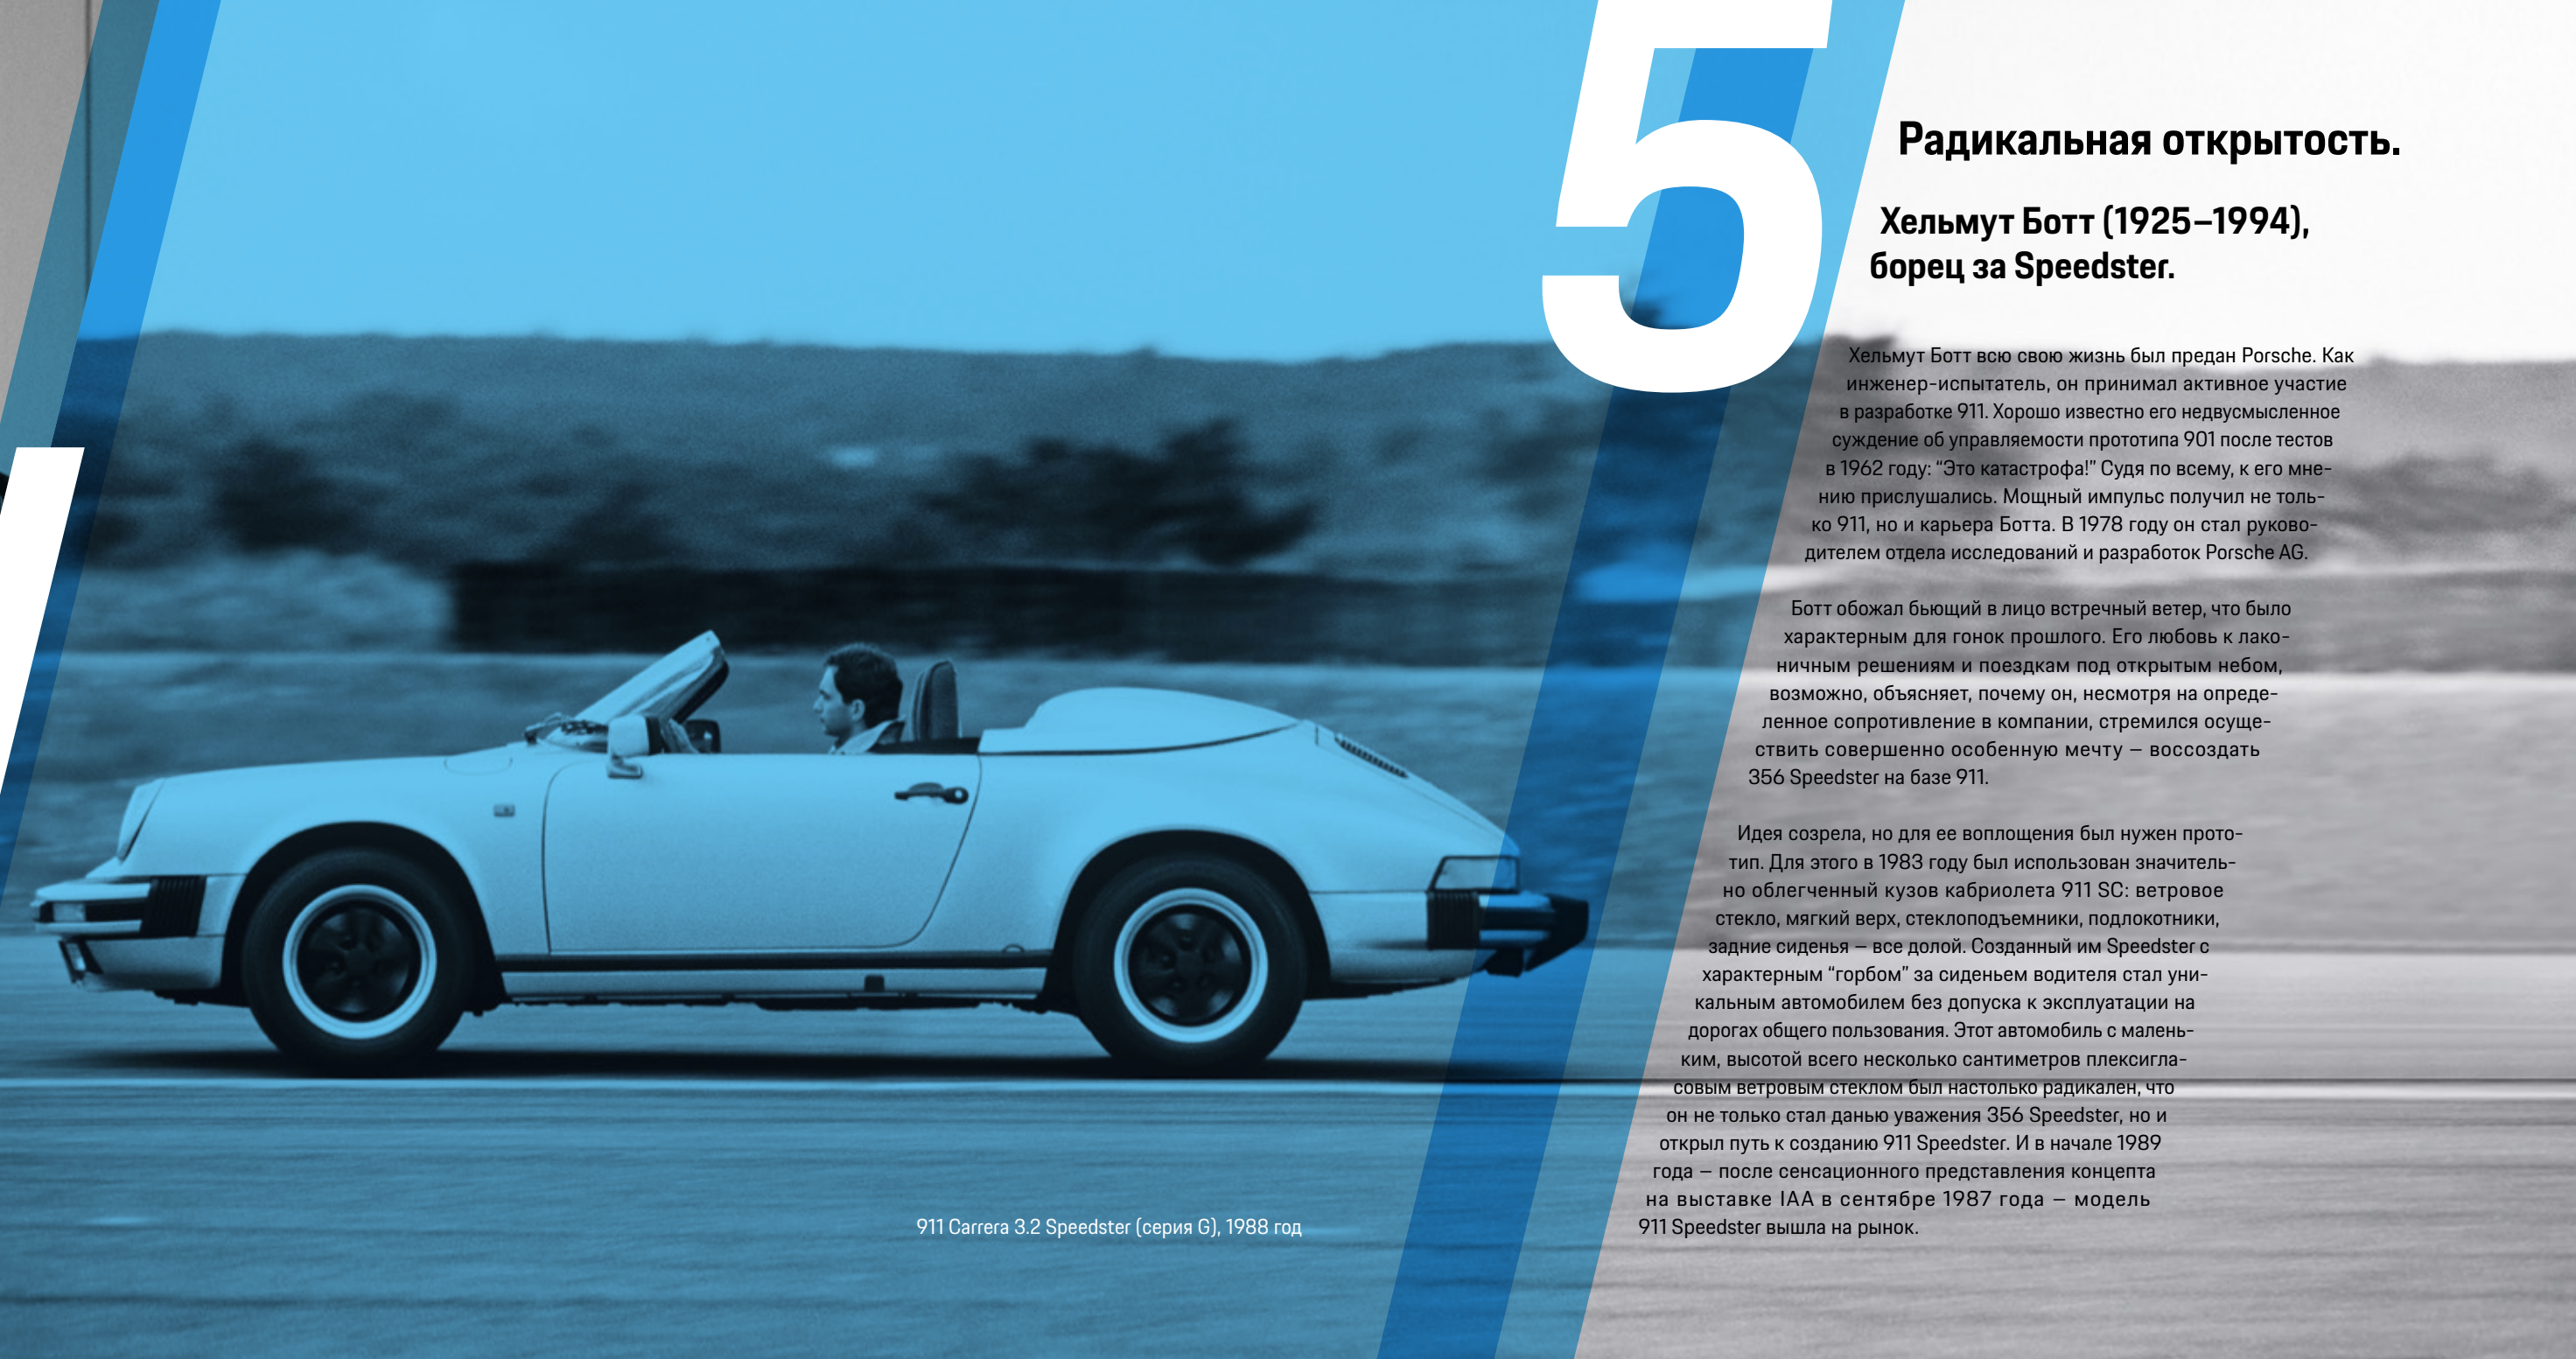 5
Радикальная открытость.
Хельмут Ботт (1925–1994),
борец за Speedster.
Хельмут Ботт всю свою жизнь был предан Porsche. Как
инженер-испытатель, он принимал активное участие
в разработке 911. Хорошо известно его недвусмысленное
суждение об управляемости прототипа 901 после тестов
в 1962 году: “Это катастрофа!” Судя по всему, к его мне-
нию прислушались. Мощный импульс получил не толь-
ко 911, но и карьера Ботта. В 1978 году он стал руково-
дителем отдела исследований и разработок Porsche AG.
Ботт обожал бьющий в лицо встречный ветер, что было
характерным для гонок прошлого. Его любовь к лако-
ничным решениям и поездкам под открытым небом,
возможно, объясняет, почему он, несмотря на опреде-
ленное сопротивление в компании, стремился осуще-
ствить совершенно особенную мечту – воссоздать
356 Speedster на базе 911.
Идея созрела, но для ее воплощения был нужен прото-
тип. Для этого в 1983 году был использован значитель-
но облегченный кузов кабриолета 911 SC: ветровое
стекло, мягкий верх, стеклоподъемники, подлокотники,
задние сиденья – все долой. Созданный им Speedster с
характерным “горбом” за сиденьем водителя стал уни-
кальным автомобилем без допуска к эксплуатации на
дорогах общего пользования. Этот автомобиль с малень-
ким, высотой всего несколько сантиметров плексигла-
совым ветровым стеклом был настолько радикален, что
он не только стал данью уважения 356 Speedster, но и
открыл путь к созданию 911 Speedster. И в начале 1989
года – после сенсационного представления концепта
на выставке IAA в сентябре 1987 года – модель
911 Speedster вышла на рынок.
911 Carrera 3.2 Speedster (серия G), 1988 год